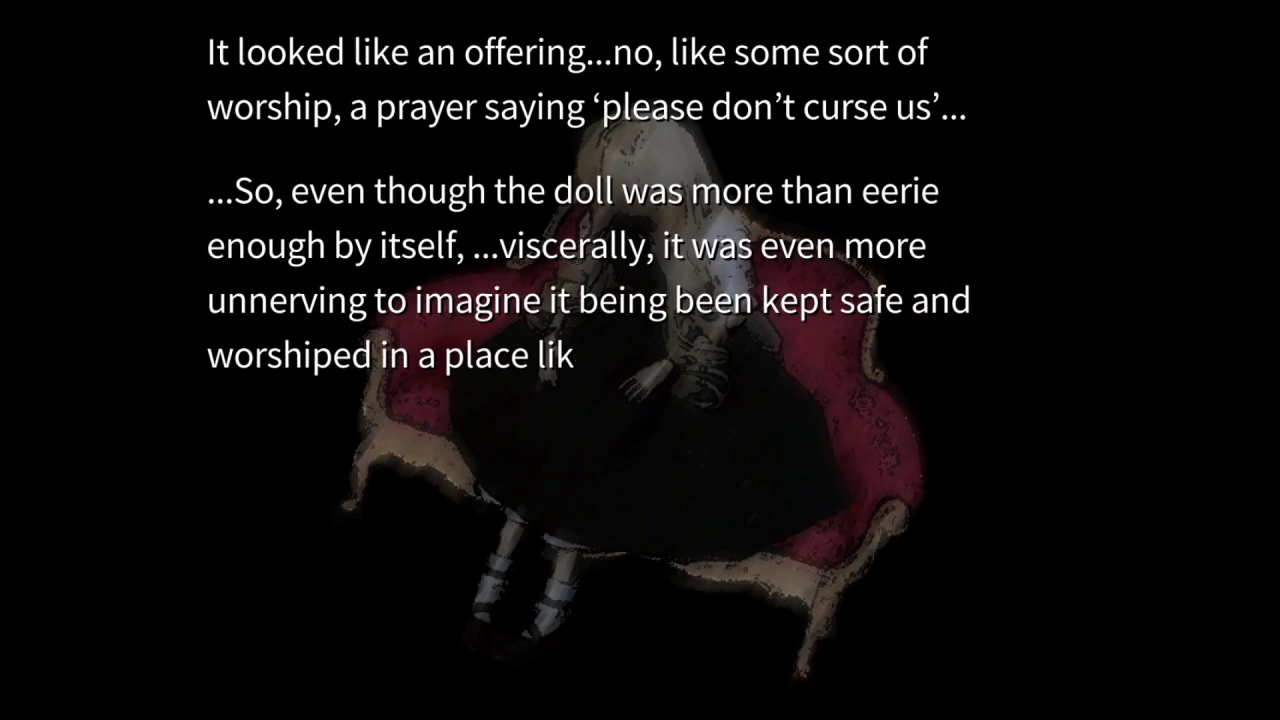 It looked like an offering...no, like some sort of
worship, a prayer saying ‘please don’t curse us’...
...So, even though the doll was more than eerie
enough by itself, ...viscerally, it was even more
unnerving to imagine it being been kept safe and
worshiped in a place lik